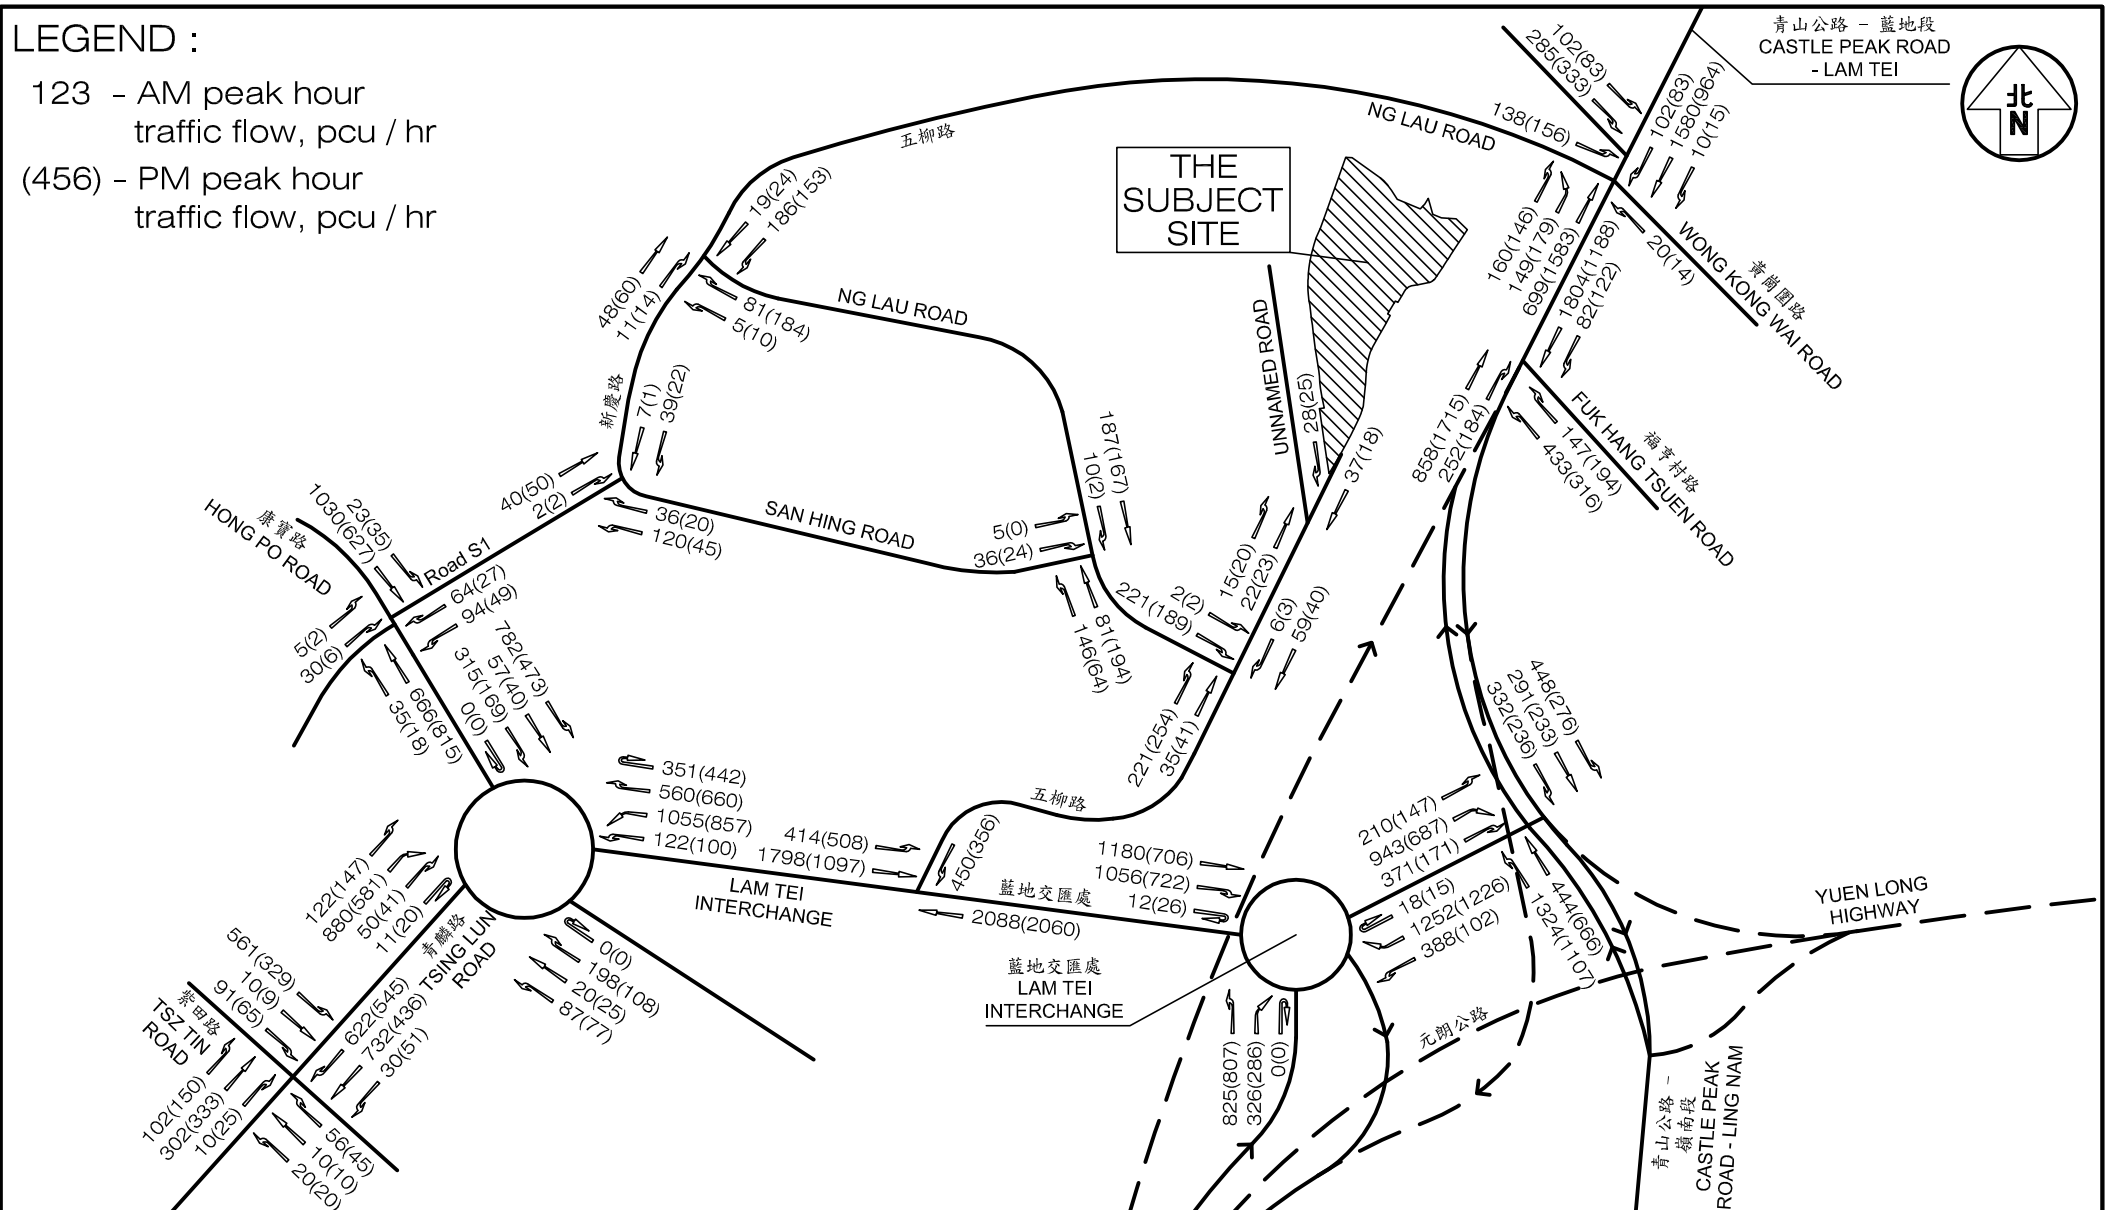 LEGEND :
123 - AM peak hour
traffic flow, pcu / hr
(456) - PM peak hour
traffic flow, pcu / hr
青山公路 - 藍地段
CASTLE PEAK ROAD
- LAM TEI
北
N
102(83)
285(333)
102(83)
1580(964)
10(15)
138(156)
NG LAU ROAD
五柳路
THE
SUBJECT
SITE
19(24)
186(153)
48(60)
11(14)
81(184)
5(10)
NG LAU ROAD
160(146)
149(179)
699(1583)
1804(1188)
82(122)
20(14)
黃崗圍路
WONG KONG WAI ROAD
UNNAMED ROAD
28(25)
37(18)
858(1715)
252(184)
147(194)
433(316)
福亨村路
FUK HANG TSUEN ROAD
新慶路
7(1)
39(22)
40(50)
2(2)
36(20)
120(45)
SAN HING ROAD
187(167)
10(2)
5(0)
36(24)
81(194)
146(64)
15(20)
22(23)
2(2)
221(189)
6(3)
59(40)
221(254)
35(41)
康寶路
HONG PO ROAD
23(35)
1030(627)
Road S1
64(27)
94(49)
5(2)
30(6)
666(815)
35(18)
782(473)
57(40)
315(169)
0(0)
351(442)
560(660)
1055(857)
122(100)
414(508)
1798(1097)
450(356)
五柳路
LAM TEI
INTERCHANGE
藍地交匯處
1180(706)
1056(722)
12(26)
2088(2060)
藍地交匯處
LAM TEI
INTERCHANGE
448(276)
291(233)
332(236)
210(147)
943(687)
371(171)
18(15)
1252(1226)
388(102)
444(666)
1324(1107)
YUEN LONG
HIGHWAY
元朗公路
825(807)
326(286)
0(0)
青山公路 -
嶺南段
CASTLE PEAK
ROAD - LING NAM
122(147)
880(581)
50(41)
11(20)
青麟路
TSING LUN
ROAD
0(0)
198(108)
20(25)
87(77)
561(329)
10(9)
91(65)
紫田路
TSZ TIN
ROAD
622(545)
732(436)
30(51)
102(150)
302(333)
10(25)
56(45)
10(10)
20(20)